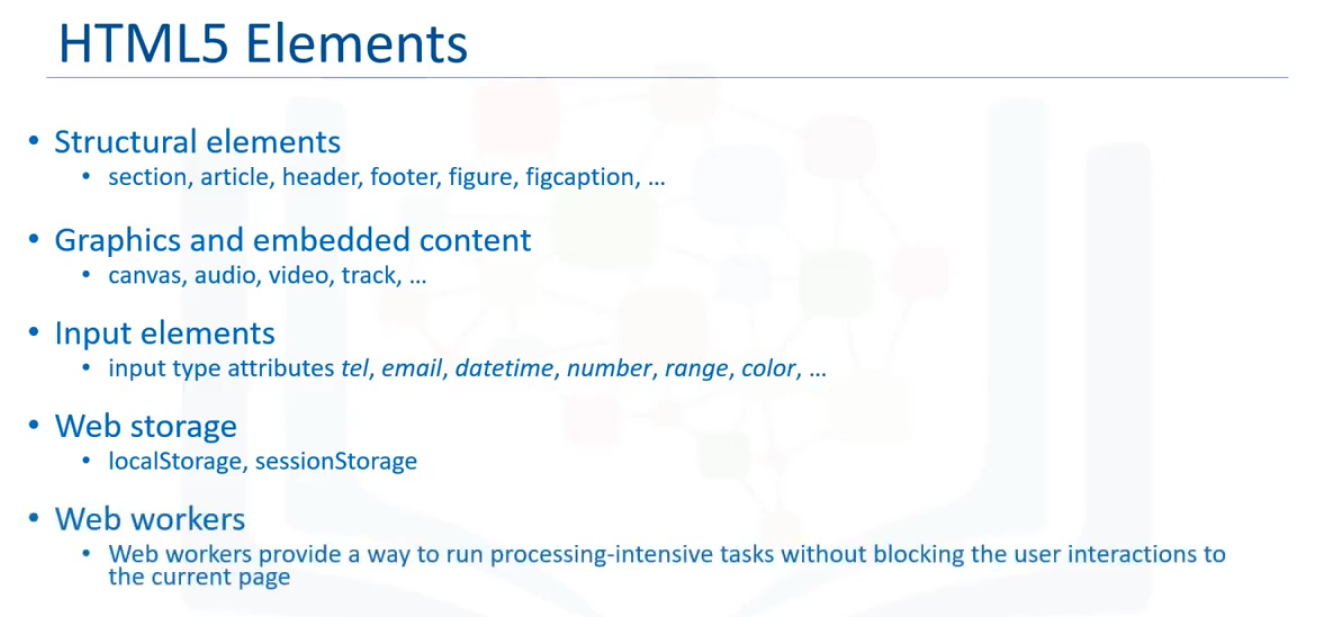 HTML5 Elements
• Structural elements
• section, article, header, footer, figure, figcaption, ...
• Graphics and embedded content
• canvas, audio, video, track, ...
• Input elements
• input type attributes tel, email, datetime, number, range, color, ...
• Web storage
• localStorage, sessionStorage
• Web workers
• Web workers provide a way to run processing-intensive tasks without blocking the user interactions to
the current page